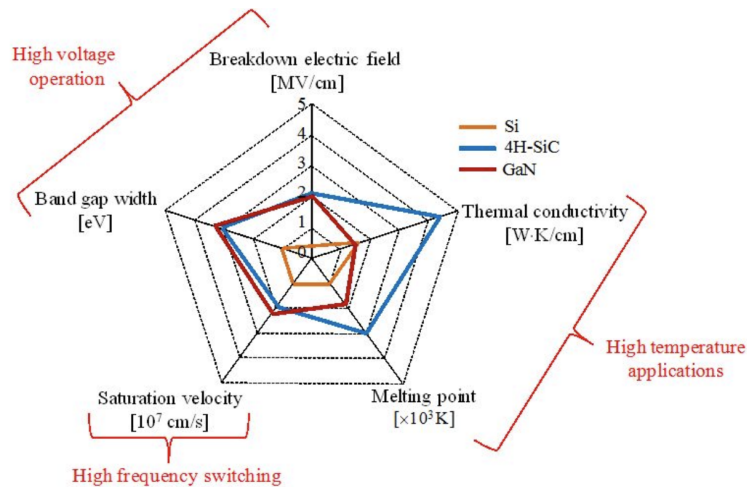 High voltage
operation
Breakdown electric field
[MV/cm]
5
4
3
2
1
0
Si
4H-SiC
GaN
Band gap width
[eV]
Thermal conductivity
[W·K/cm]
High temperature
applications
Saturation velocity
[10⁷ cm/s]
Melting point
[×10³K]
High frequency switching